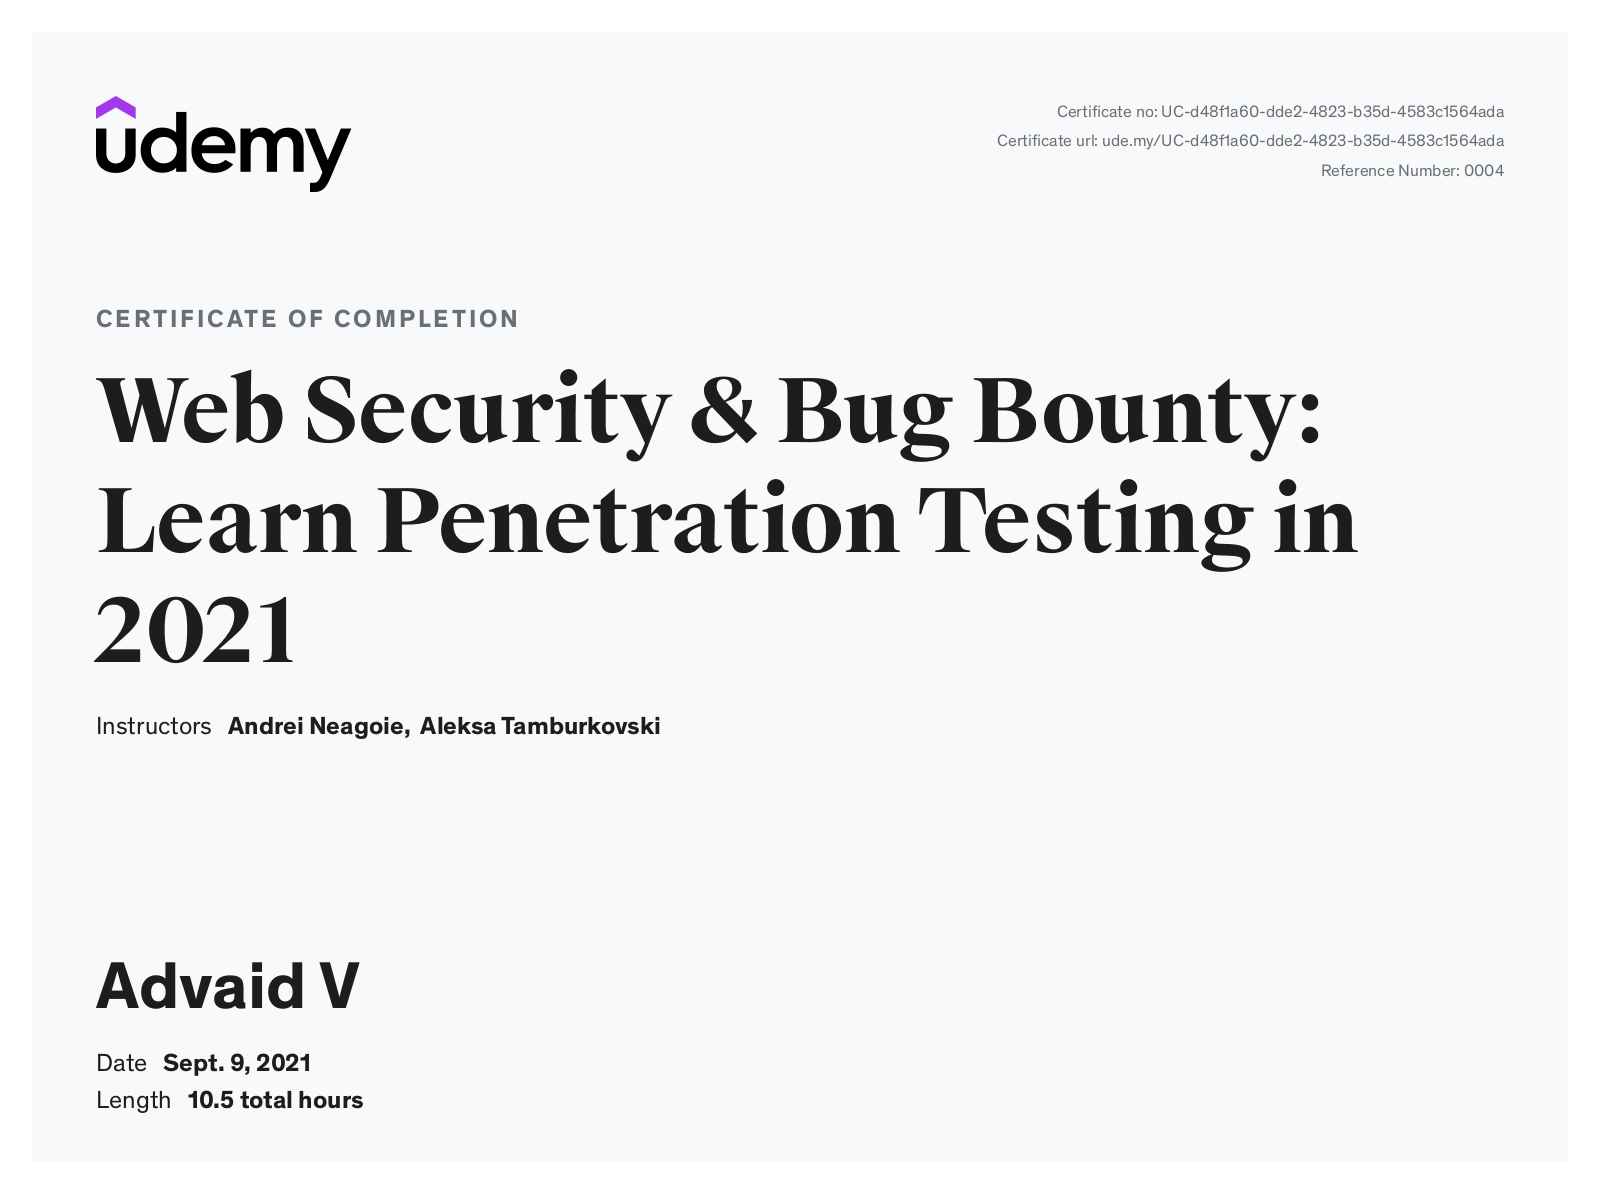 udemy
Certificate no: UC-d48f1a60-dde2-4823-b35d-4583c1564ada
Certificate url: ude.my/UC-d48f1a60-dde2-4823-b35d-4583c1564ada
Reference Number: 0004
CERTIFICATE OF COMPLETION
Web Security & Bug Bounty:
Learn Penetration Testing in
2021
Instructors Andrei Neagoie, Aleksa Tamburkovski
Advaid V
Date Sept. 9, 2021
Length 10.5 total hours